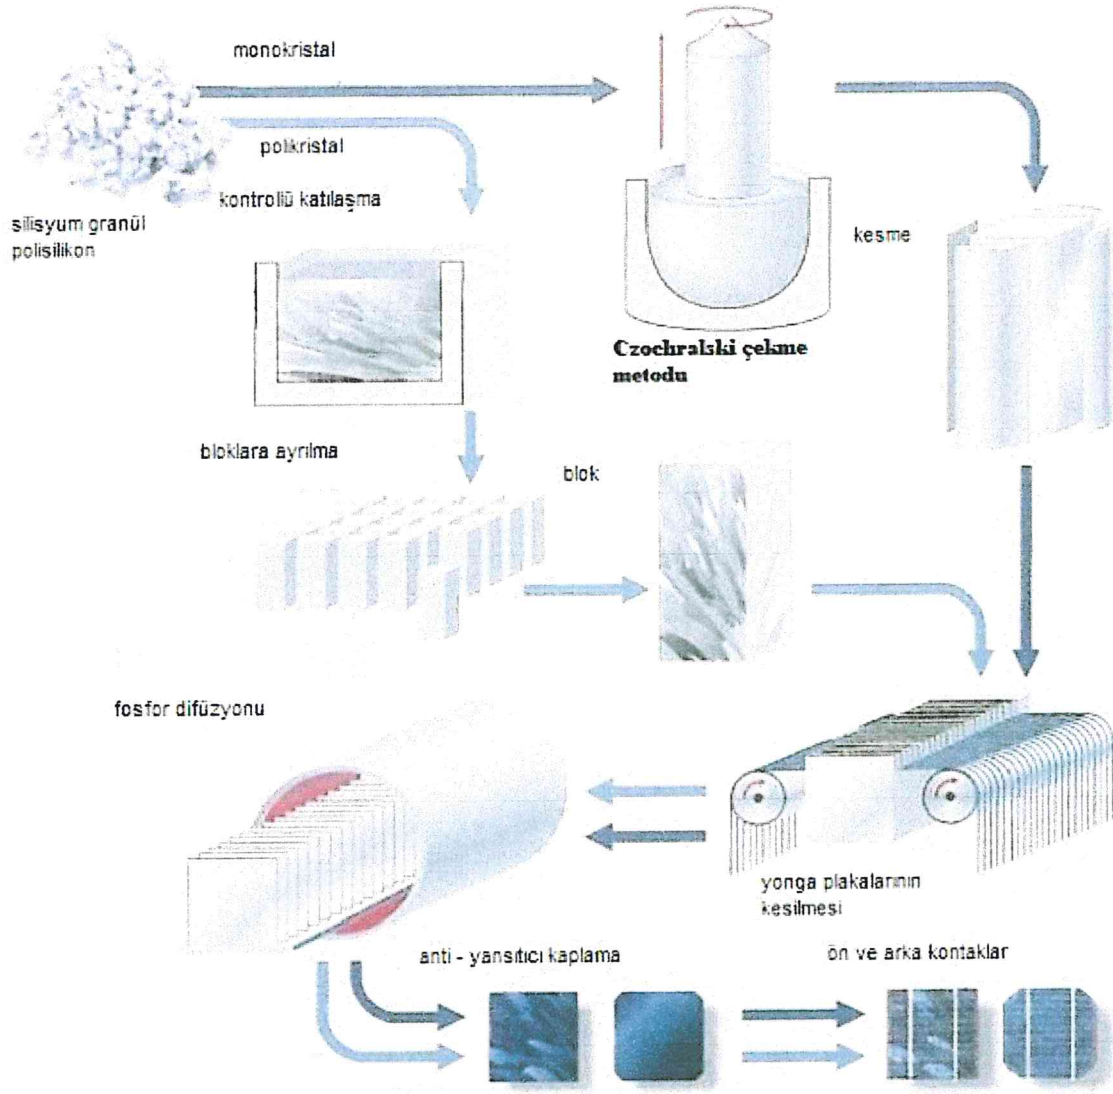 monokristal
polikristal
kontrollü katılaşma
silisyum granül
polisilikon
kesme
Czochralski çekme
metodu
bloklara ayrılma
blok
fosfor difüzyonu
yonga plakalarının
kesilmesi
anti - yansıtıcı kaplama
ön ve arka kontaklar